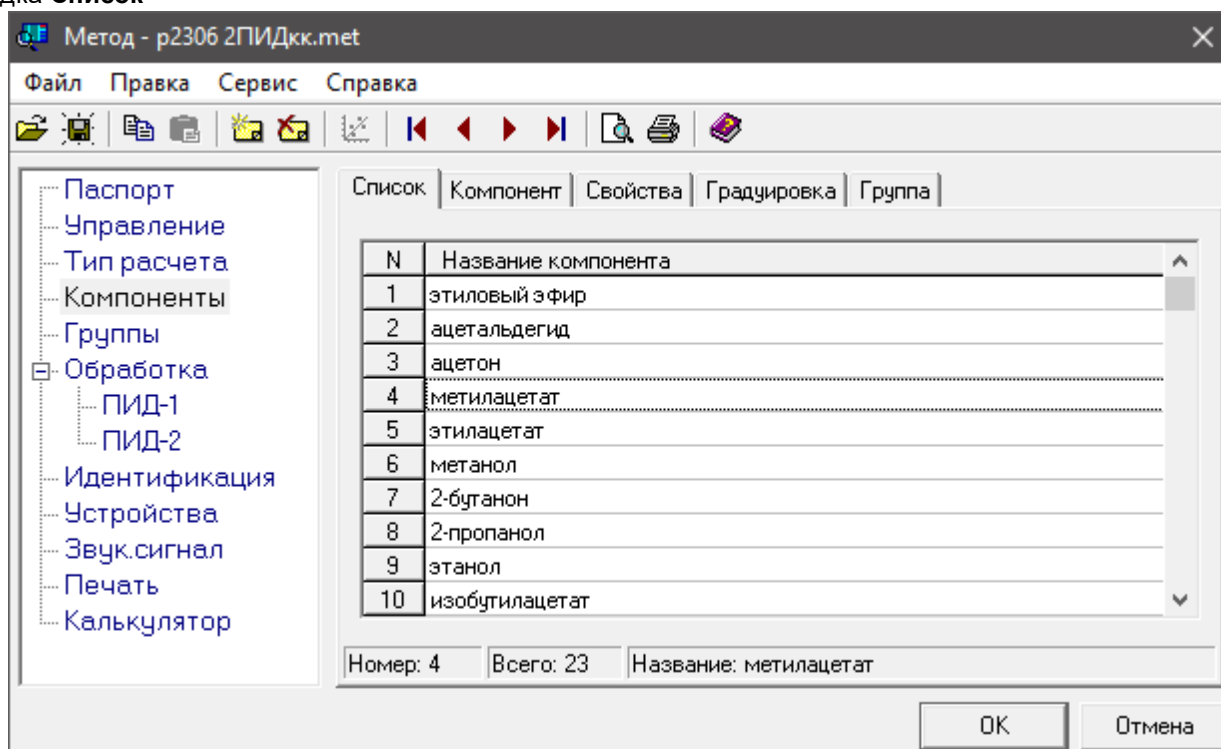 дка Список
Метод - p2306 2ПИДкк.met
Файл Правка Сервис Справка
Паспорт
Управление
Тип расчета
Компоненты
Группы
Обработка
ПИД-1
ПИД-2
Идентификация
Устройства
Звук.сигнал
Печать
Калькулятор
Список Компонент Свойства Градуировка Группа
N Название компонента
1 этиловый эфир
2 ацетальдегид
3 ацетон
4 метилацетат
5 этилацетат
6 метанол
7 2-бутанон
8 2-пропанол
9 этанол
10 изобутилацетат
Номер: 4 Всего: 23 Название: метилацетат
OK Отмена